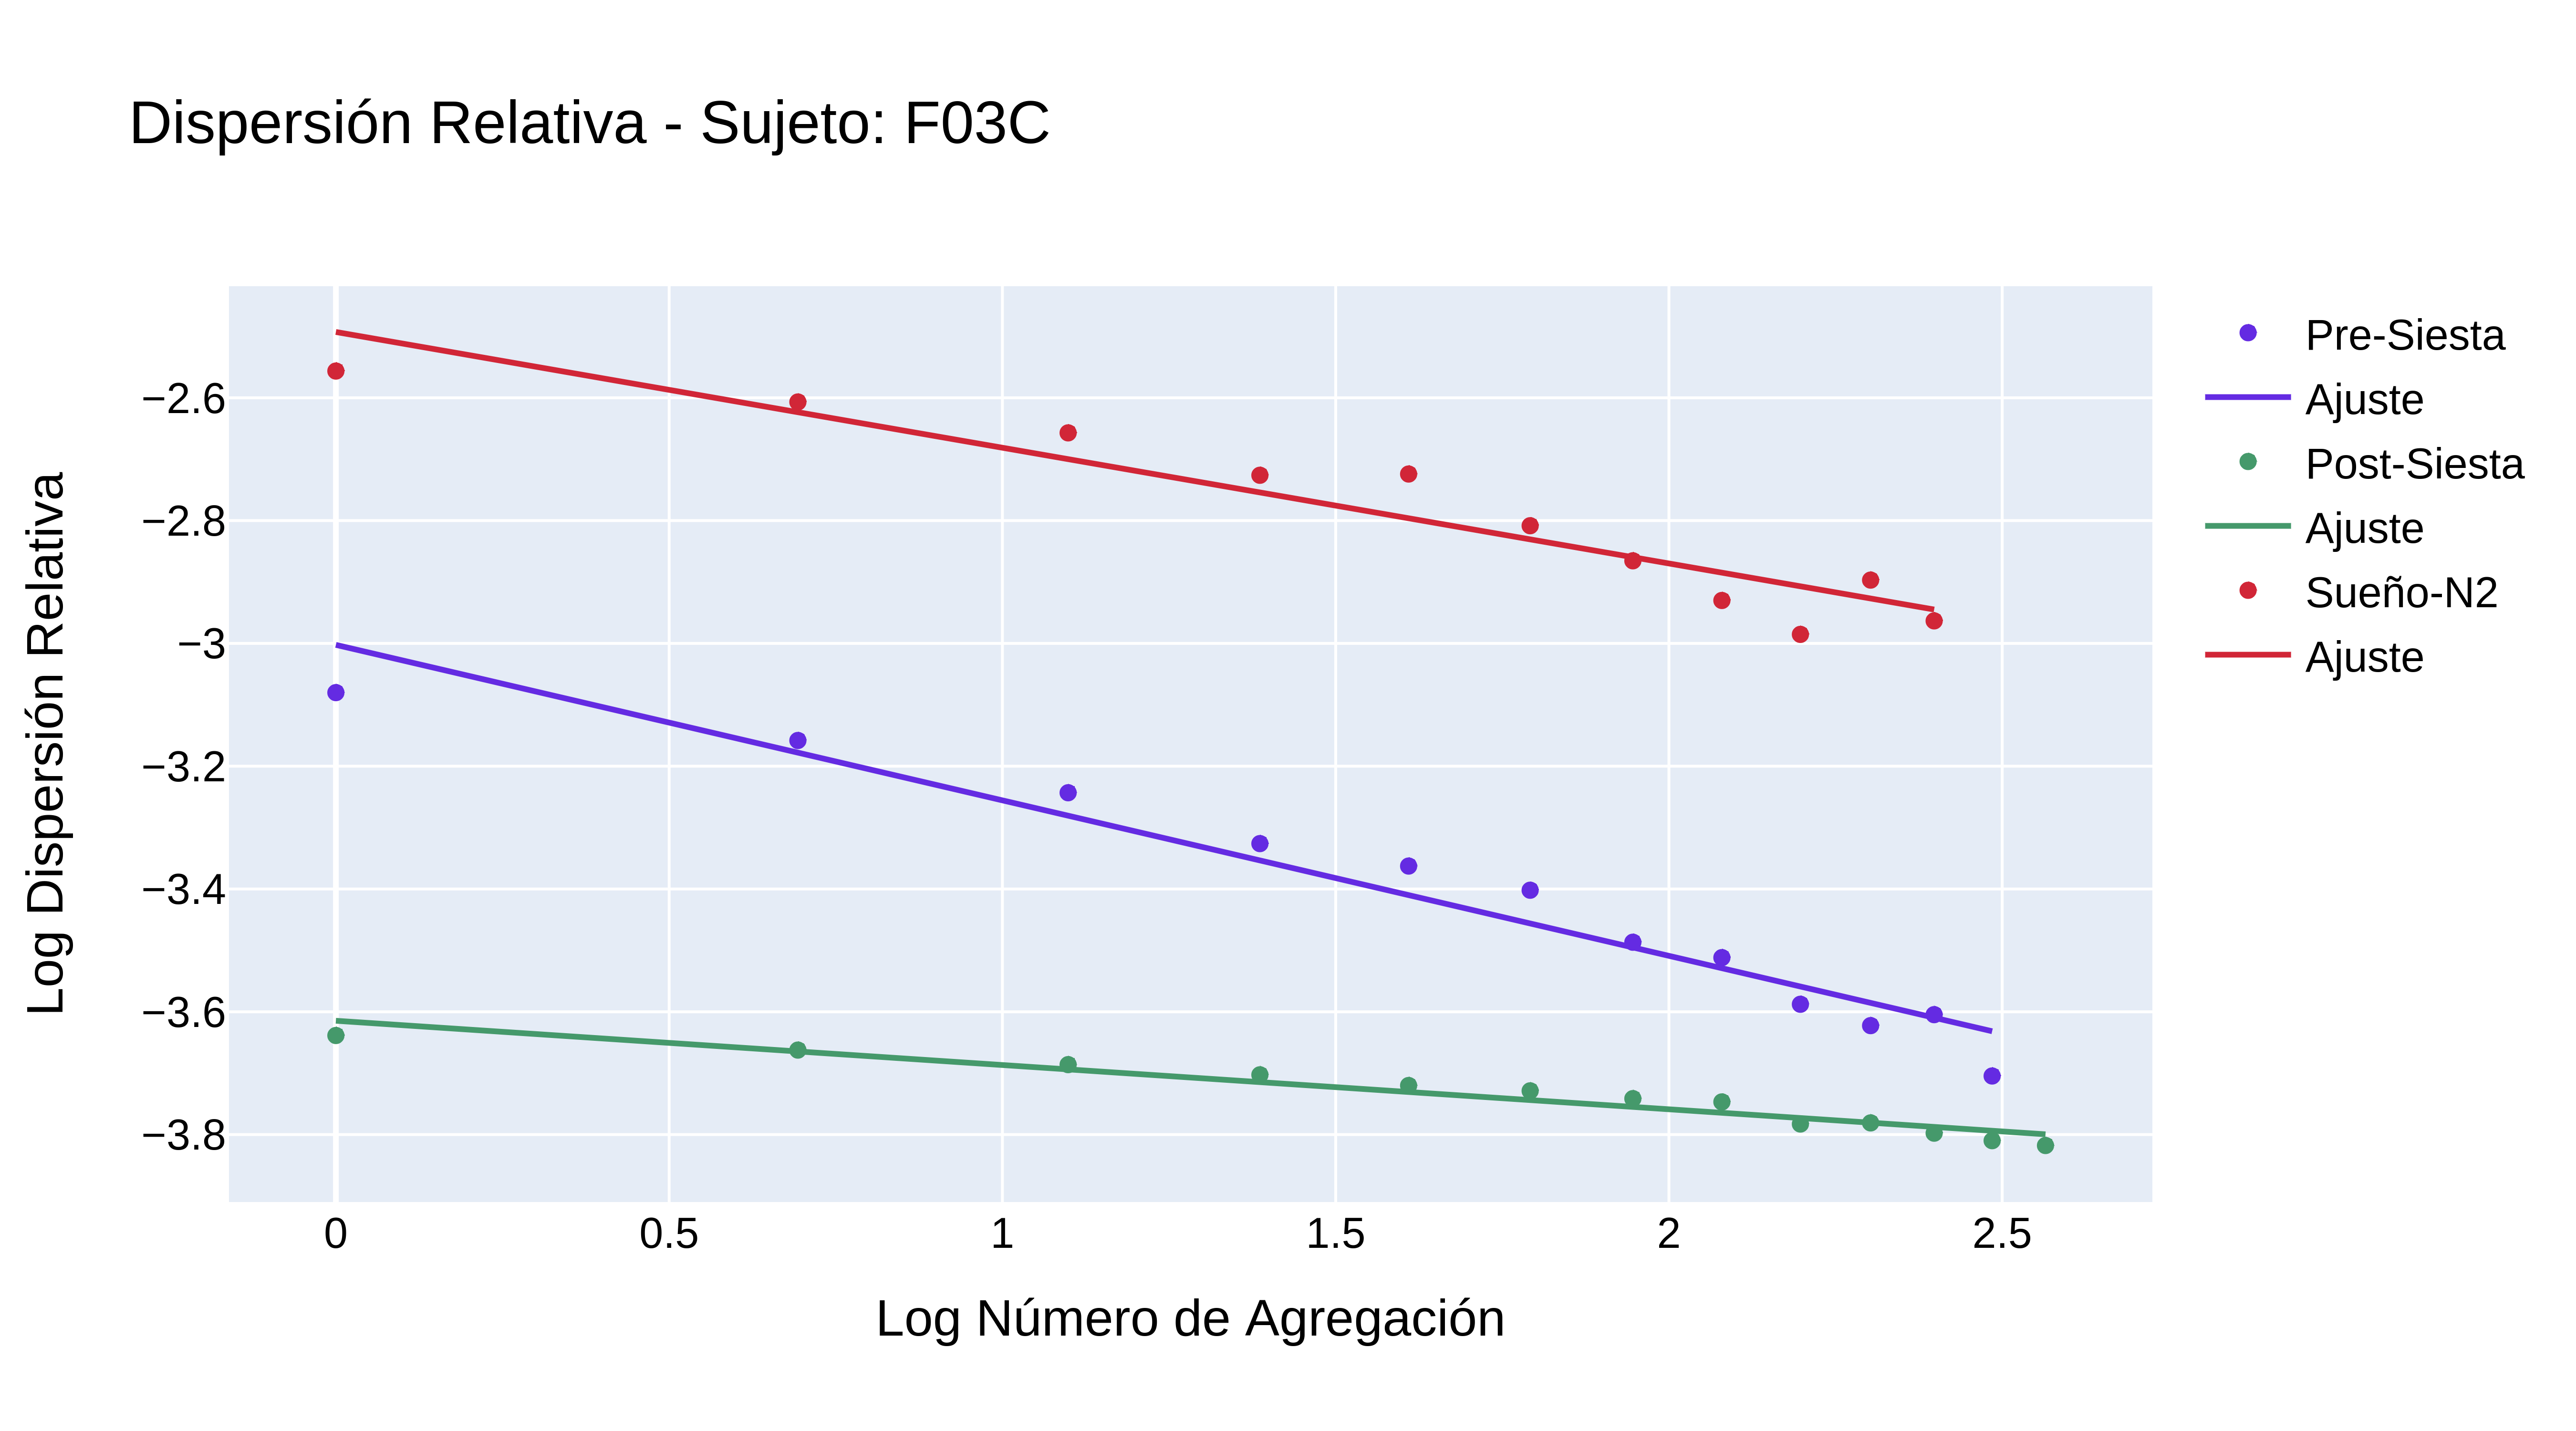 Dispersión Relativa - Sujeto: F03C
Log Dispersión Relativa
−2.6
−2.8
−3
−3.2
−3.4
−3.6
−3.8
0
0.5
1
1.5
2
2.5
Log Número de Agregación
Pre-Siesta
Ajuste
Post-Siesta
Ajuste
Sueño-N2
Ajuste